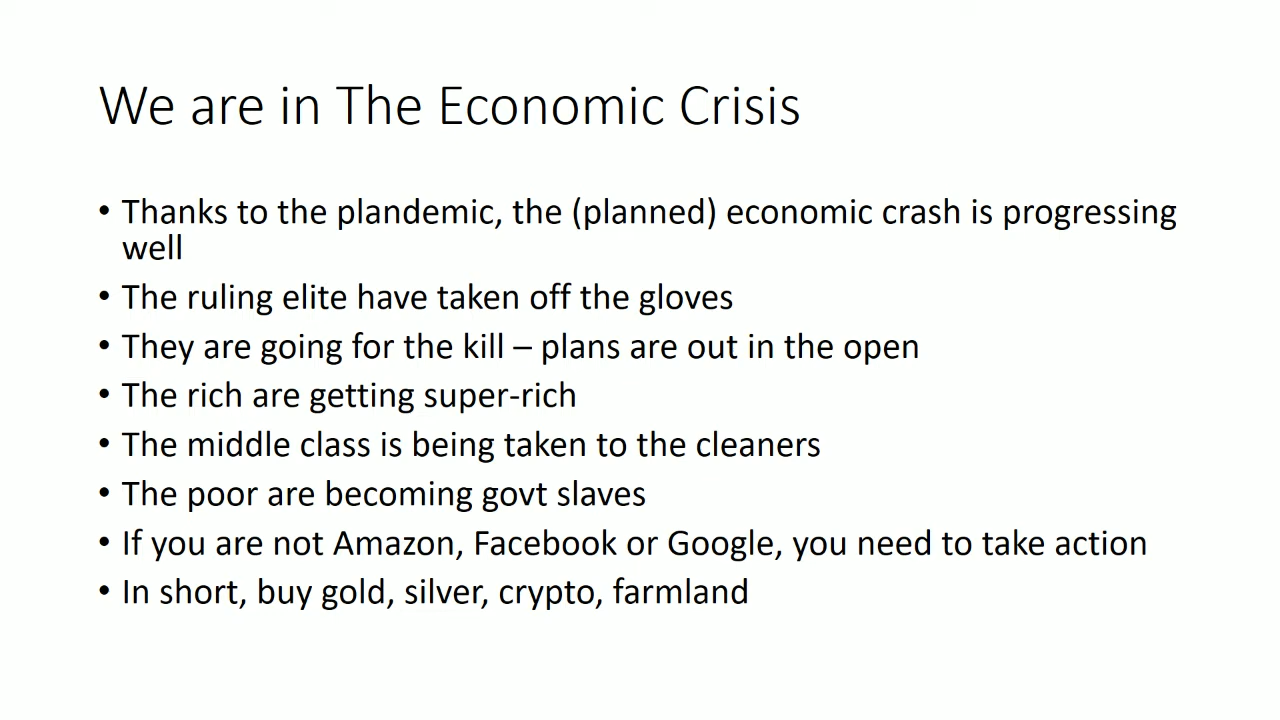 We are in The Economic Crisis
• Thanks to the plandemic, the (planned) economic crash is progressing
well
• The ruling elite have taken off the gloves
• They are going for the kill – plans are out in the open
• The rich are getting super-rich
• The middle class is being taken to the cleaners
• The poor are becoming govt slaves
• If you are not Amazon, Facebook or Google, you need to take action
• In short, buy gold, silver, crypto, farmland